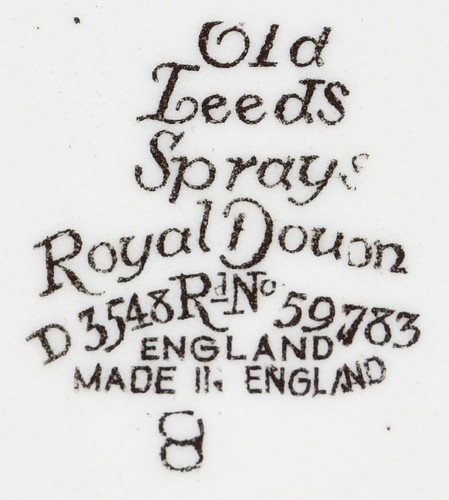 Old
Leeds
Sprays
Royal Doulton
D 3548 Rd No 59783
ENGLAND
MADE IN ENGLAND
8